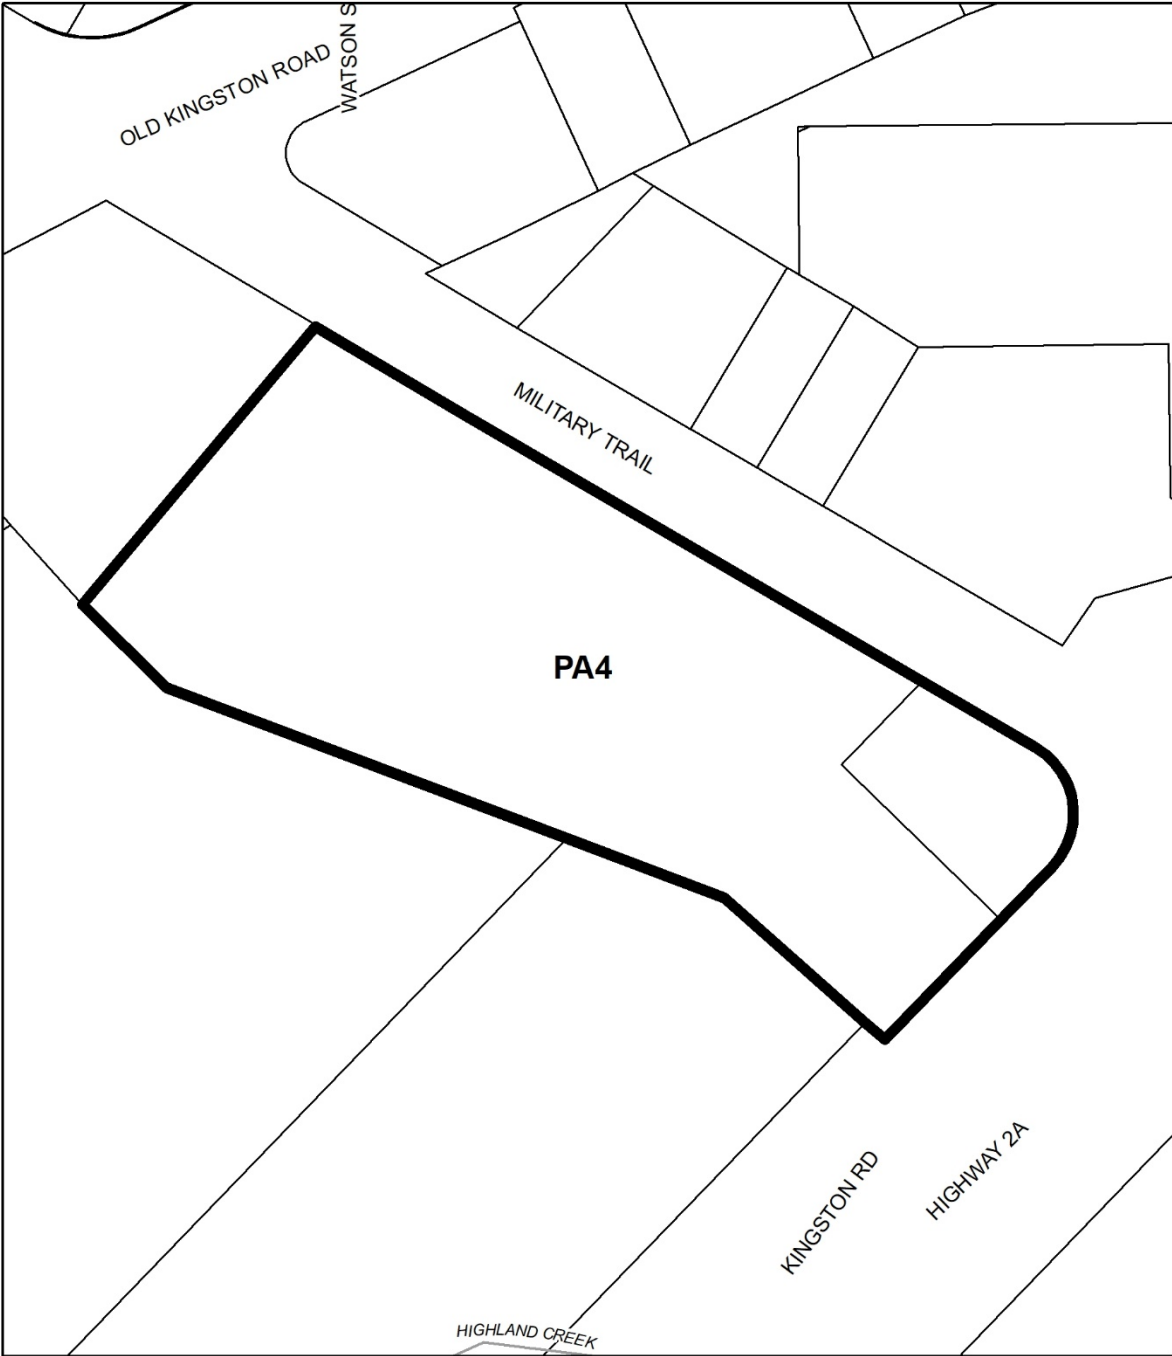 OLD KINGSTON ROAD
WATSON S
MILITARY TRAIL
PA4
KINGSTON RD
HIGHWAY 2A
HIGHLAND CREEK